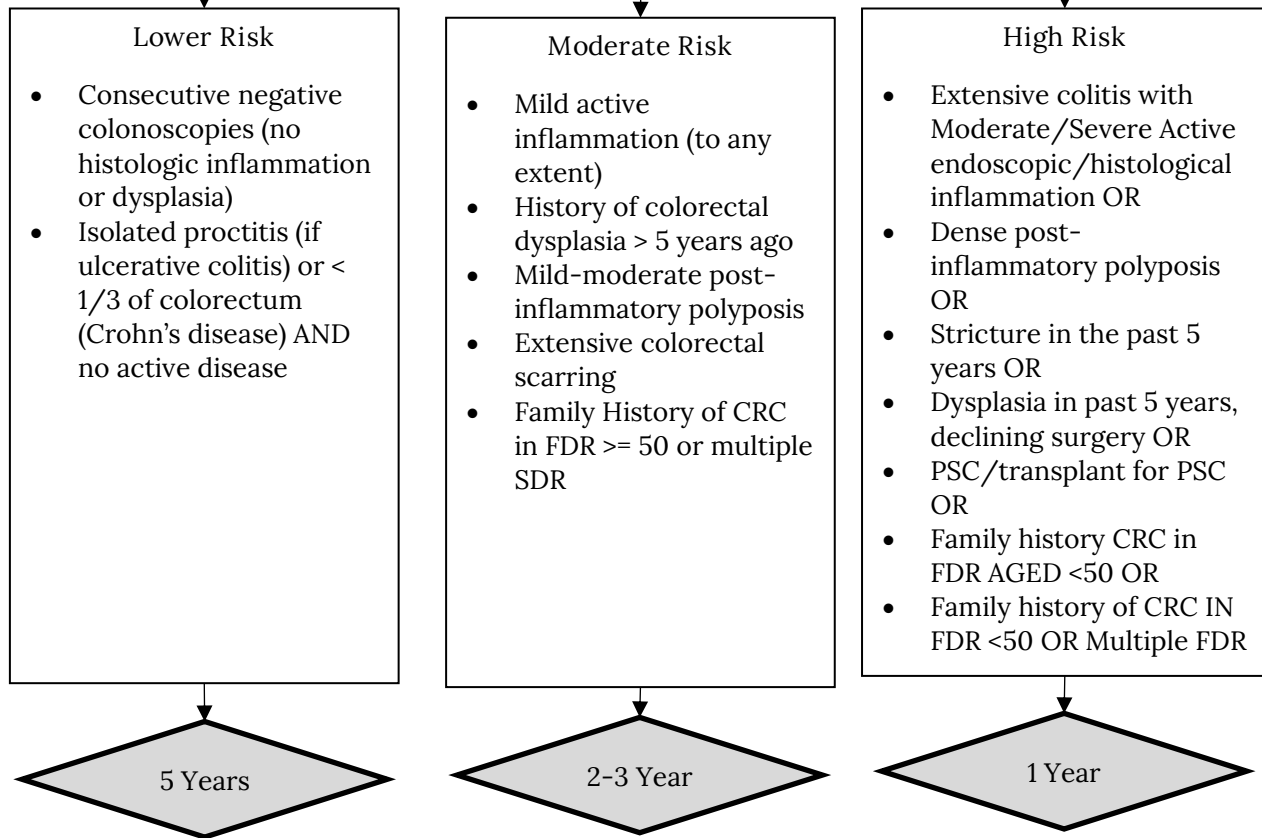 Lower Risk
• Consecutive negative
colonoscopies (no
histologic inflammation
or dysplasia)
• Isolated proctitis (if
ulcerative colitis) or <
1/3 of colorectum
(Crohn’s disease) AND
no active disease
5 Years
Moderate Risk
• Mild active
inflammation (to any
extent)
• History of colorectal
dysplasia > 5 years ago
• Mild-moderate post-
inflammatory polyposis
• Extensive colorectal
scarring
• Family History of CRC
in FDR >= 50 or multiple
SDR
2-3 Year
High Risk
• Extensive colitis with
Moderate/Severe Active
endoscopic/histological
inflammation OR
• Dense post-
inflammatory polyposis
OR
• Stricture in the past 5
years OR
• Dysplasia in past 5 years,
declining surgery OR
• PSC/transplant for PSC
OR
• Family history CRC in
FDR AGED <50 OR
• Family history of CRC IN
FDR <50 OR Multiple FDR
1 Year